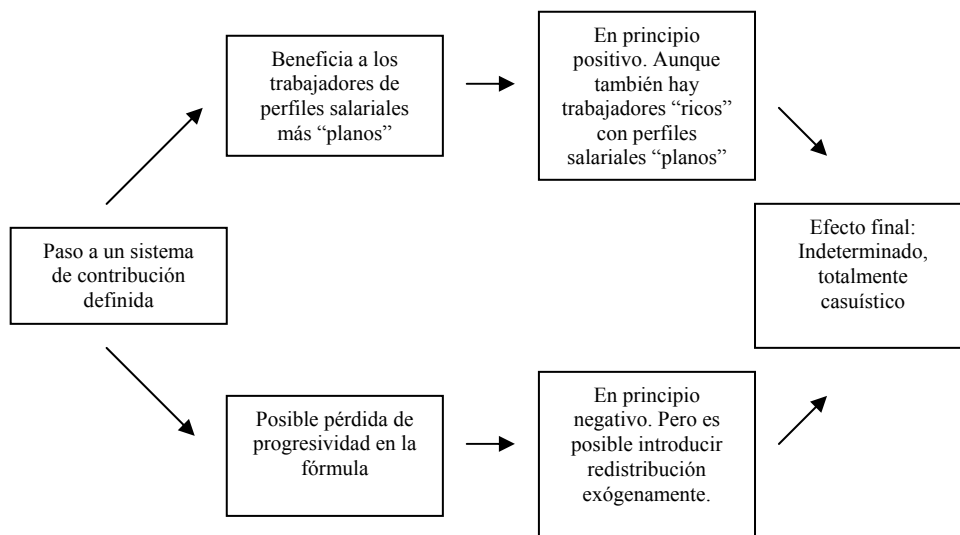 Paso a un sistema
de contribución
definida
Beneficia a los
trabajadores de
perfiles salariales
más “planos”
En principio
positivo. Aunque
también hay
trabajadores “ricos”
con perfiles
salariales “planos”
Posible pérdida de
progresividad en la
fórmula
En principio
negativo. Pero es
posible introducir
redistribución
exógenamente.
Efecto final:
Indeterminado,
totalmente
casuístico